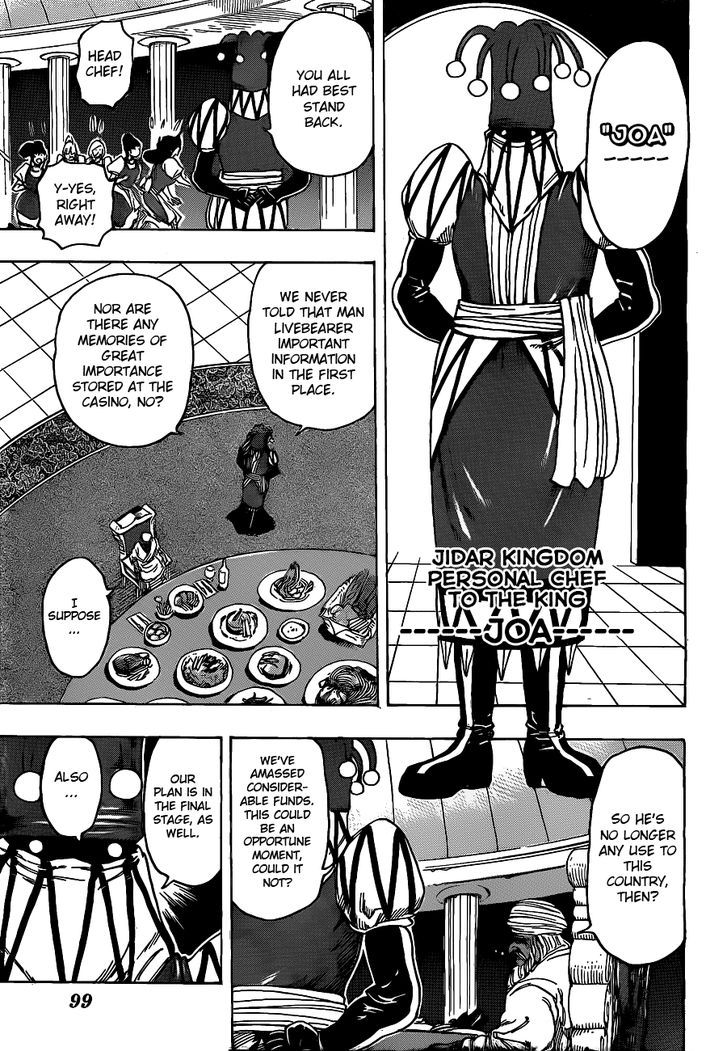 "JOA"
JIDAR KINGDOM
PERSONAL CHEF
TO THE KING
------JOA------
YOU ALL
HAD BEST
STAND
BACK.
HEAD
CHEF!
Y-YES,
RIGHT
AWAY!
WE NEVER
TOLD THAT MAN
LIVEBEARER
IMPORTANT
INFORMATION
IN THE FIRST
PLACE.
NOR ARE
THERE ANY
MEMORIES OF
GREAT
IMPORTANCE
STORED AT THE
CASINO, NO?
I
SUPPOSE
...
SO HE'S
NO LONGER
ANY USE TO
THIS
COUNTRY,
THEN?
WE'VE
AMASSED
CONSIDER-
ABLE FUNDS.
THIS COULD
BE AN
OPPORTUNE
MOMENT,
COULD IT
NOT?
OUR
PLAN IS IN
THE FINAL
STAGE, AS
WELL.
ALSO
...
99